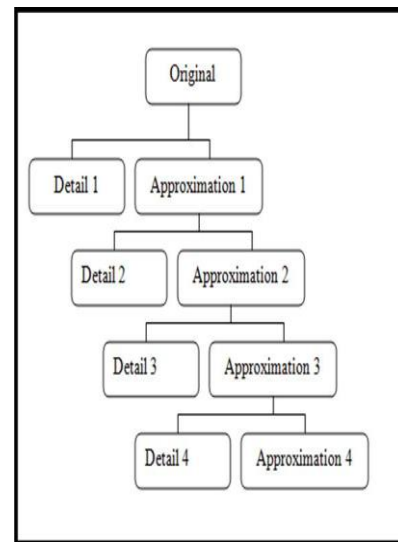 Original
Detail 1
Approximation 1
Detail 2
Approximation 2
Detail 3
Approximation 3
Detail 4
Approximation 4